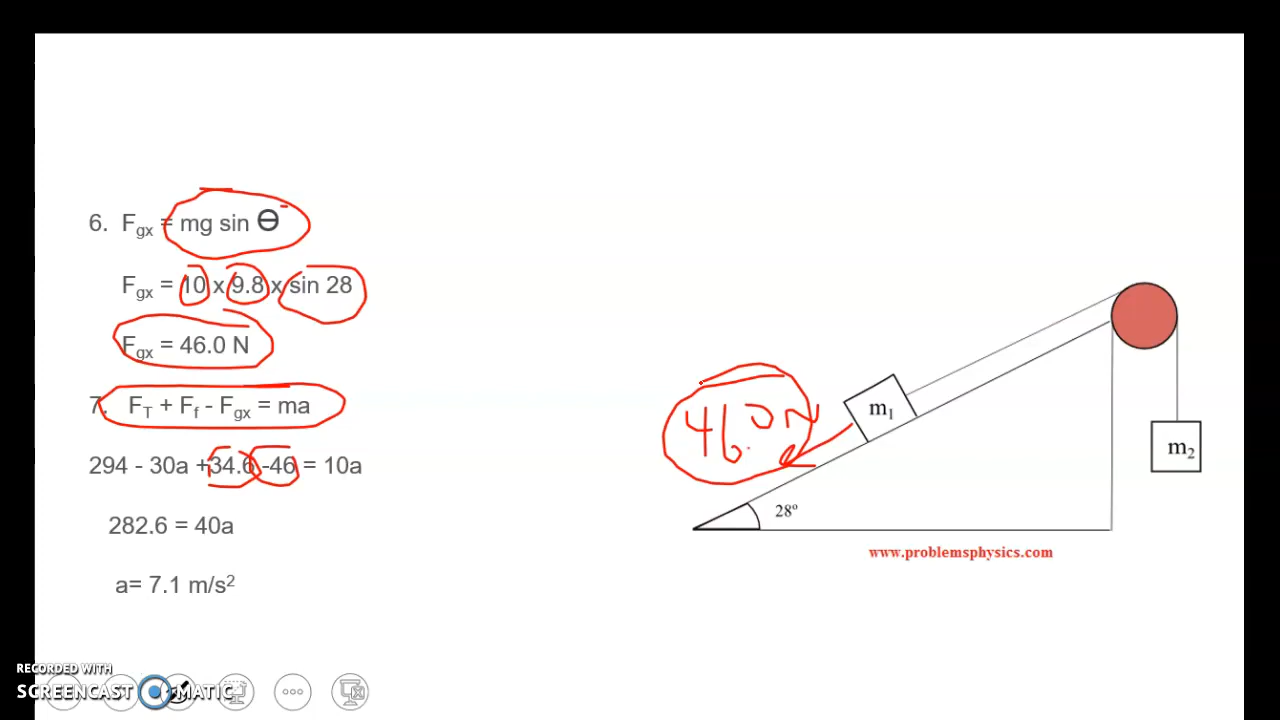 6. Fgx = mg sin Ɵ
Fgx = 10 x 9.8 x sin 28
Fgx = 46.0 N
7. FT + Ff - Fgx = ma
294 - 30a +34.6 -46 = 10a
282.6 = 40a
a= 7.1 m/s²
46.0N
m₁
m₂
28º
www.problemsphysics.com
RECORDED WITH
SCREENCAST MATIC